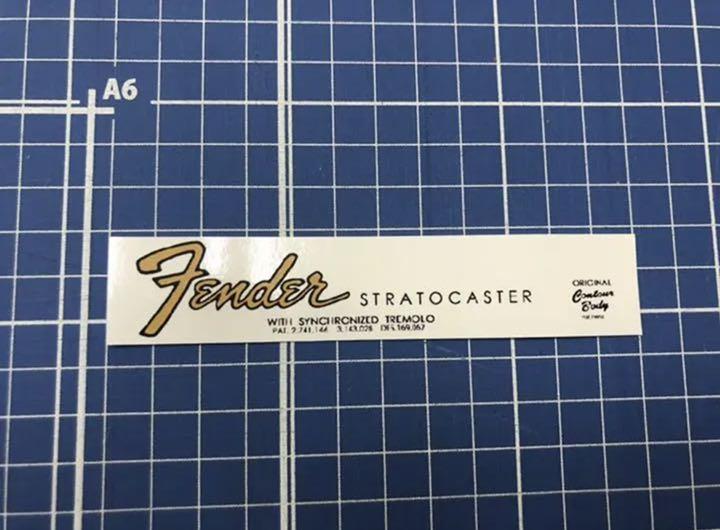 A6
Fender STRATOCASTER
WITH SYNCHRONIZED TREMOLO
PAT. 2,741,146 3,143,028 DES.169,062
ORIGINAL
Contour
Body